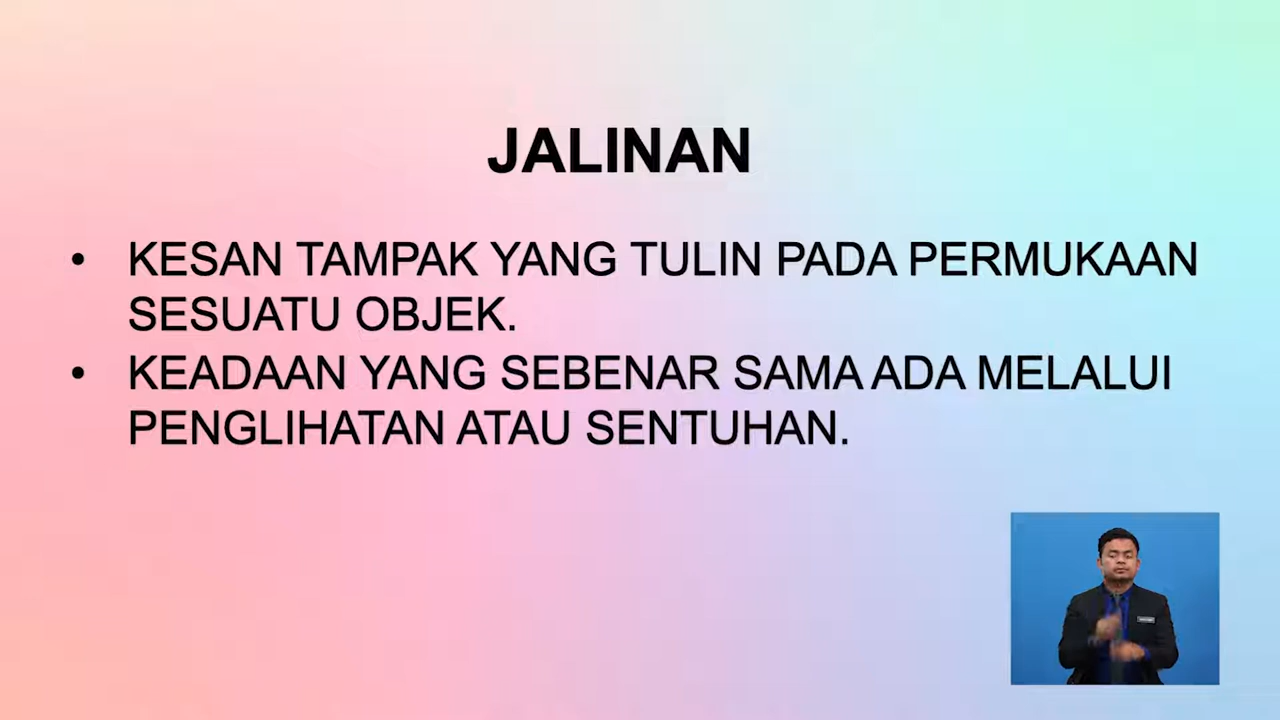 JALINAN
• KESAN TAMPAK YANG TULIN PADA PERMUKAAN
SESUATU OBJEK.
• KEADAAN YANG SEBENAR SAMA ADA MELALUI
PENGLIHATAN ATAU SENTUHAN.